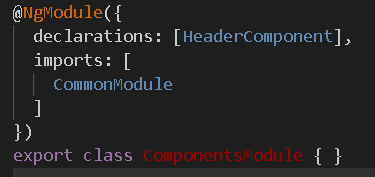 @NgModule({
  declarations: [HeaderComponent],
  imports: [
    CommonModule
  ]
})
export class ComponentsModule { }